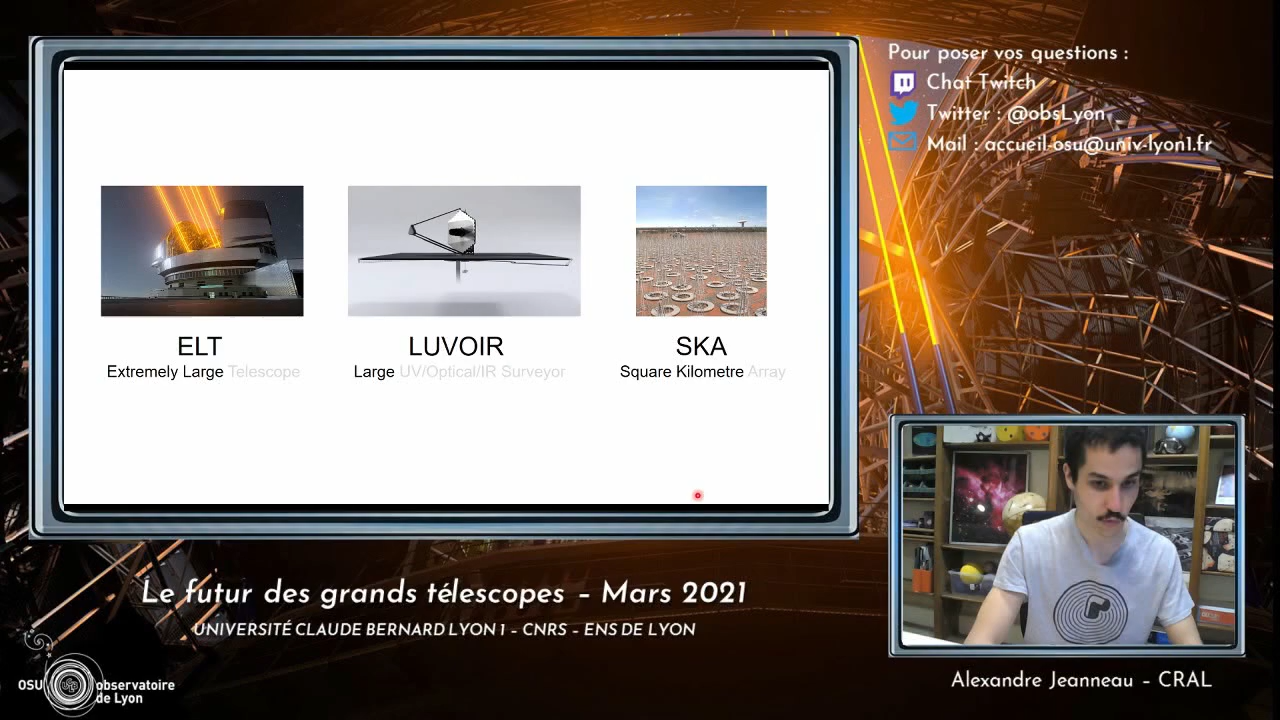 Pour poser vos questions :
Chat Twitch
Twitter : @obsLyon
Mail : accueil-osu@univ-lyon1.fr
ELT
Extremely Large Telescope
LUVOIR
Large UV/Optical/IR Surveyor
SKA
Square Kilometre Array
Le futur des grands télescopes – Mars 2021
UNIVERSITÉ CLAUDE BERNARD LYON 1 – CNRS – ENS DE LYON
OSUL observatoire
de Lyon
Alexandre Jeanneau – CRAL